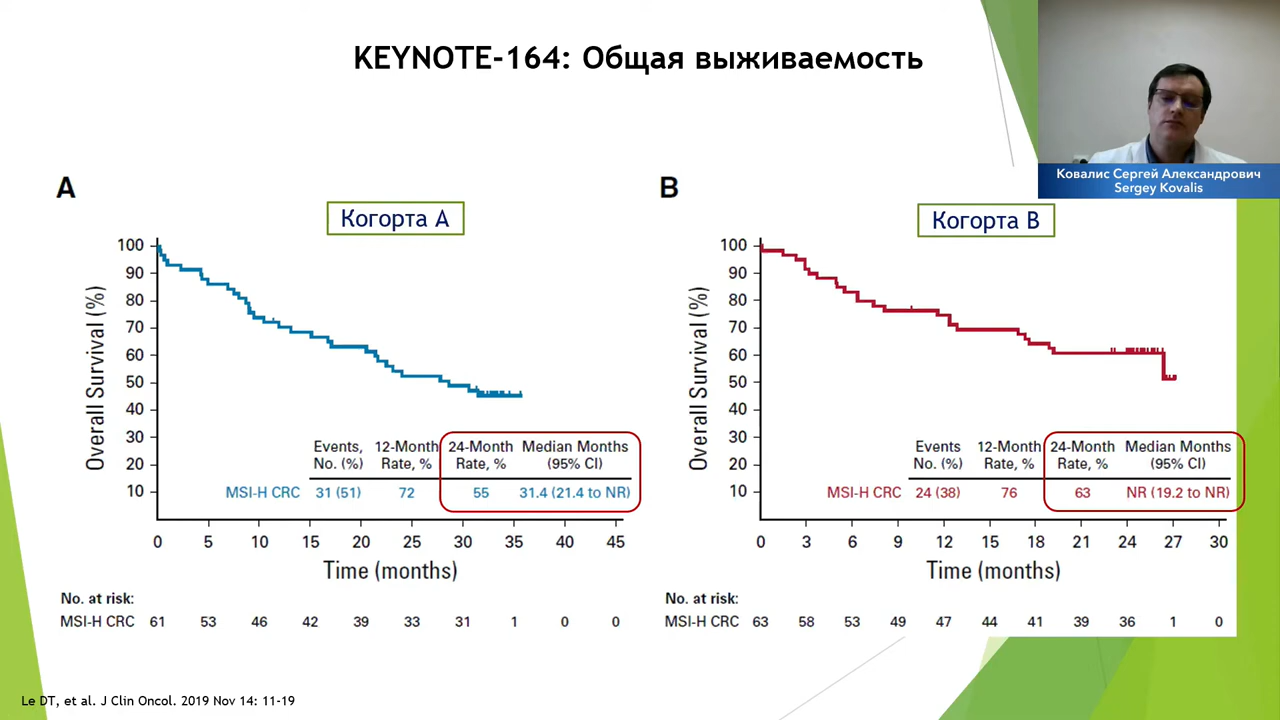 KEYNOTE-164: Общая выживаемость
Ковалис Сергей Александрович
Sergey Kovalis
A
Когорта А
Overall Survival (%)
100
90
80
70
60
50
40
30
20
10
Events, No. (%)
12-Month Rate, %
24-Month Rate, %
Median Months (95% CI)
MSI-H CRC 31 (51) 72 55 31.4 (21.4 to NR)
0 5 10 15 20 25 30 35 40 45
Time (months)
No. at risk:
MSI-H CRC 61 53 46 42 39 33 31 1 0 0
B
Когорта В
Overall Survival (%)
100
90
80
70
60
50
40
30
20
10
Events No. (%)
12-Month Rate, %
24-Month Rate, %
Median Months (95% CI)
MSI-H CRC 24 (38) 76 63 NR (19.2 to NR)
0 3 6 9 12 15 18 21 24 27 30
Time (months)
No. at risk:
MSI-H CRC 63 58 53 49 47 44 41 39 36 1 0
Le DT, et al. J Clin Oncol. 2019 Nov 14: 11-19